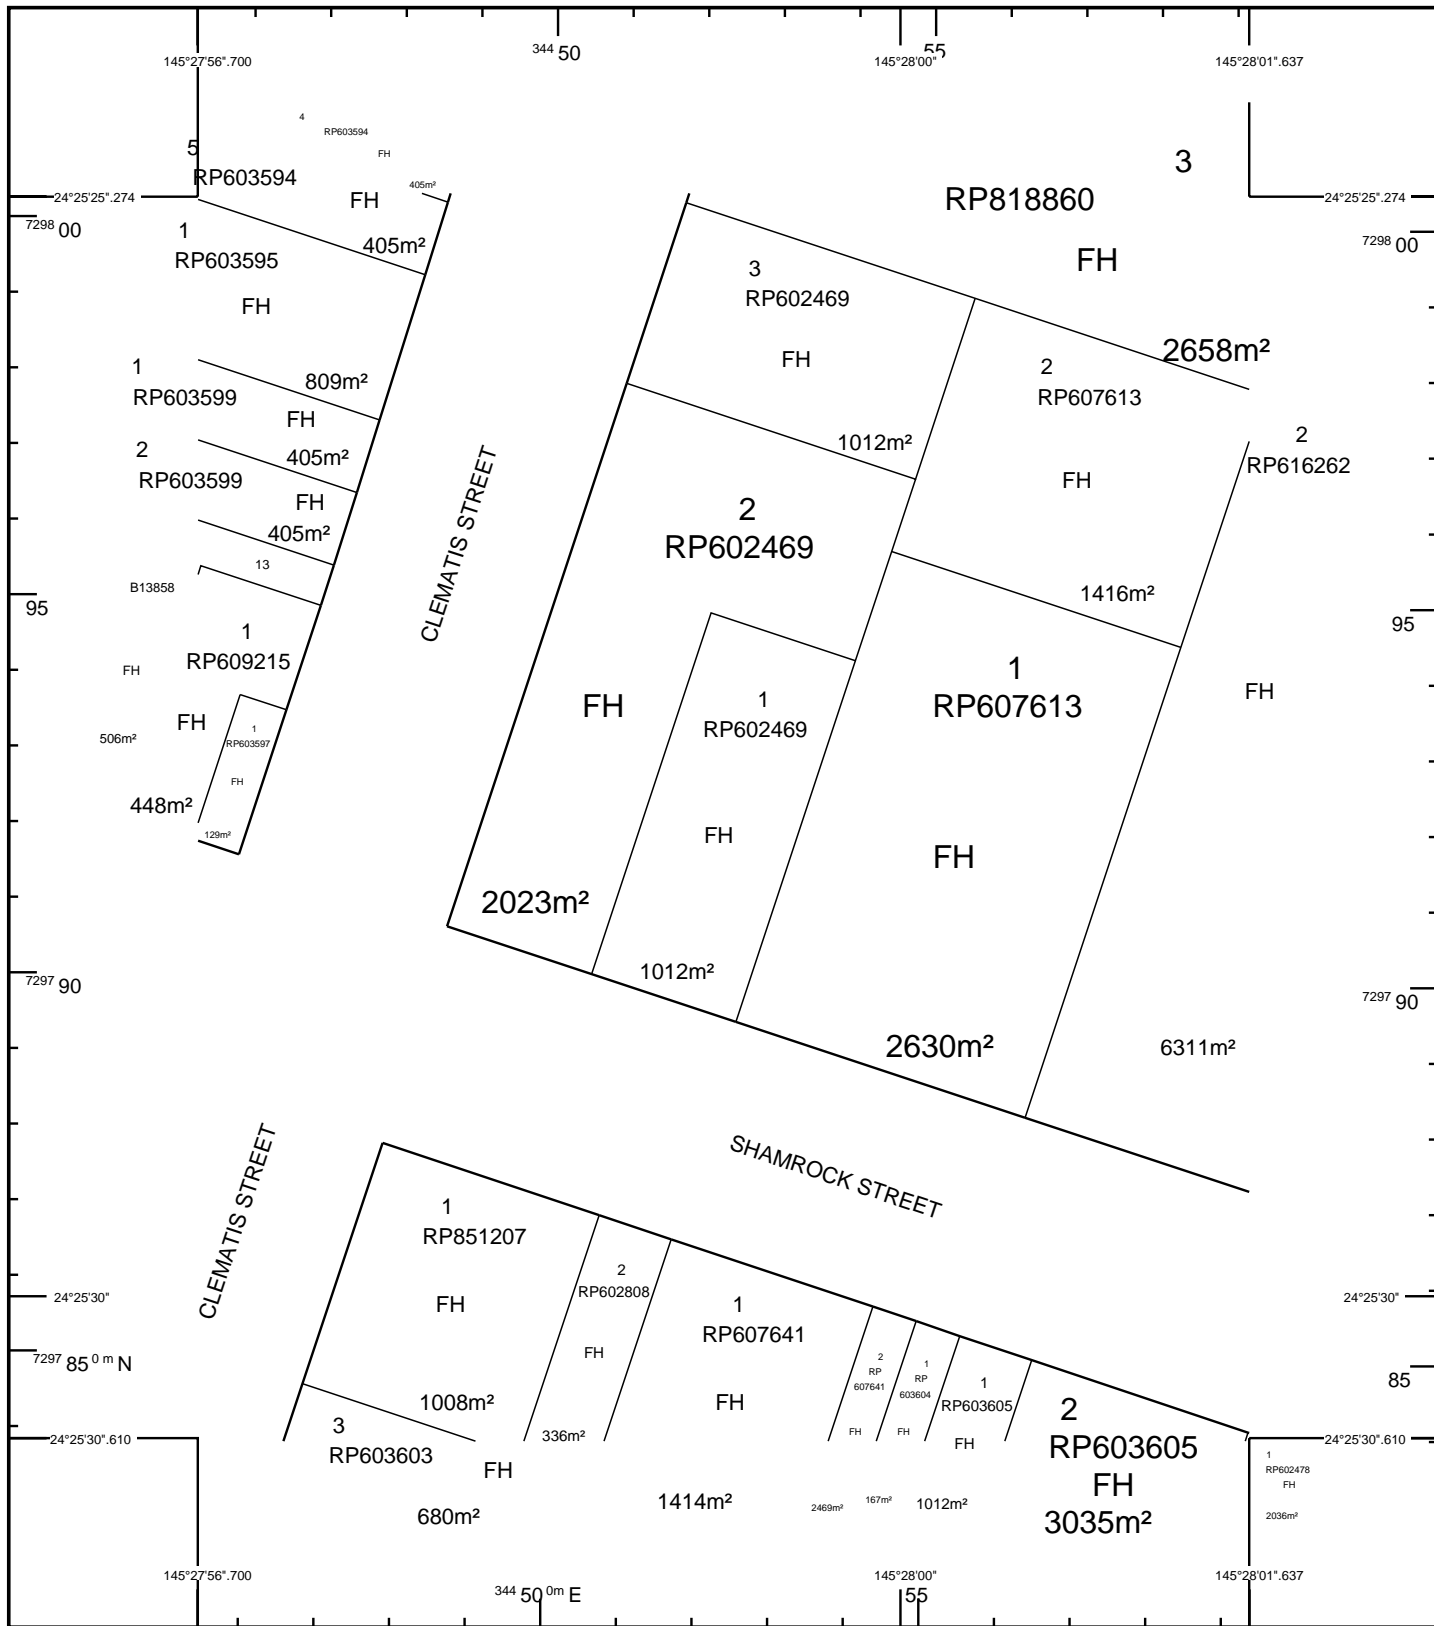 344 50
55
145°27'56".700
145°28'00"
145°28'01".637
4
RP603594
FH
405m²
5
RP603594
FH
405m²
3
RP818860
FH
2658m²
24°25'25".274
24°25'25".274
7298 00
7298 00
1
RP603595
FH
809m²
3
RP602469
FH
1012m²
2
RP607613
FH
1416m²
1
RP603599
FH
405m²
2
RP603599
FH
405m²
2
RP616262
FH
6311m²
CLEMATIS STREET
2
RP602469
FH
2023m²
13
B13858
FH
506m²
95
95
1
RP609215
FH
448m²
1
RP603597
FH
129m²
1
RP602469
FH
1012m²
1
RP607613
FH
2630m²
7297 90
7297 90
SHAMROCK STREET
CLEMATIS STREET
1
RP851207
FH
1008m²
2
RP602808
FH
336m²
1
RP607641
FH
1414m²
2
RP
607641
FH
2469m²
1
RP
603604
FH
167m²
1
RP603605
FH
1012m²
2
RP603605
FH
3035m²
24°25'30"
24°25'30"
7297 85 0 m N
85
3
RP603603
FH
680m²
24°25'30".610
24°25'30".610
1
RP602478
FH
2036m²
145°27'56".700
145°28'00"
145°28'01".637
344 50 0m E
55